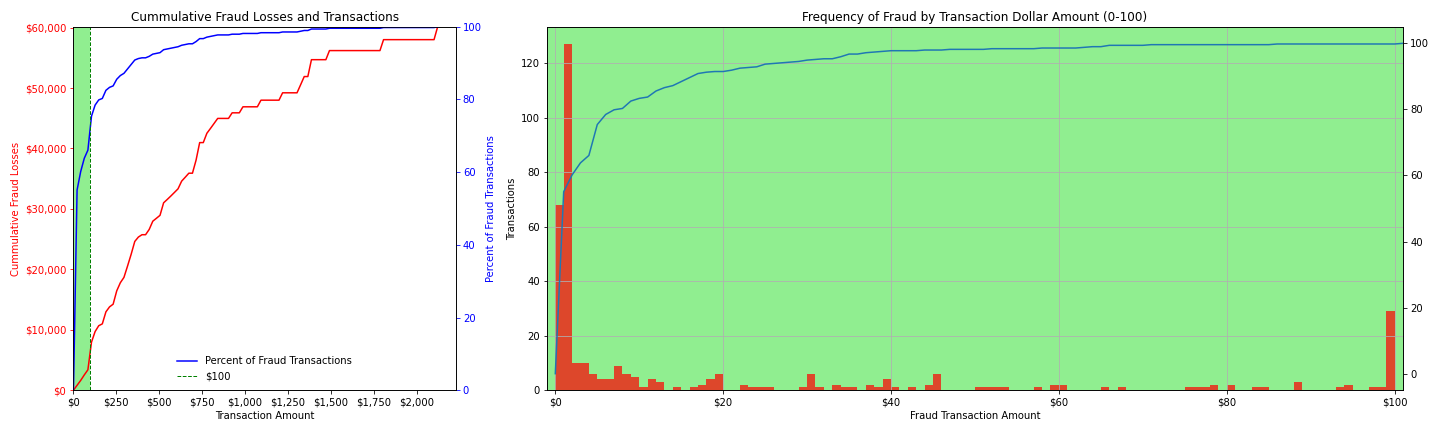 Cummulative Fraud Losses and Transactions
$60,000
$50,000
$40,000
$30,000
$20,000
$10,000
$0
Cummulative Fraud Losses
100
80
60
40
20
0
Percent of Fraud Transactions
Percent of Fraud Transactions
$100
$0 $250 $500 $750 $1,000 $1,250 $1,500 $1,750 $2,000
Transaction Amount
Frequency of Fraud by Transaction Dollar Amount (0-100)
120
100
80
60
40
20
0
Transactions
100
80
60
40
20
0
$0 $20 $40 $60 $80 $100
Fraud Transaction Amount